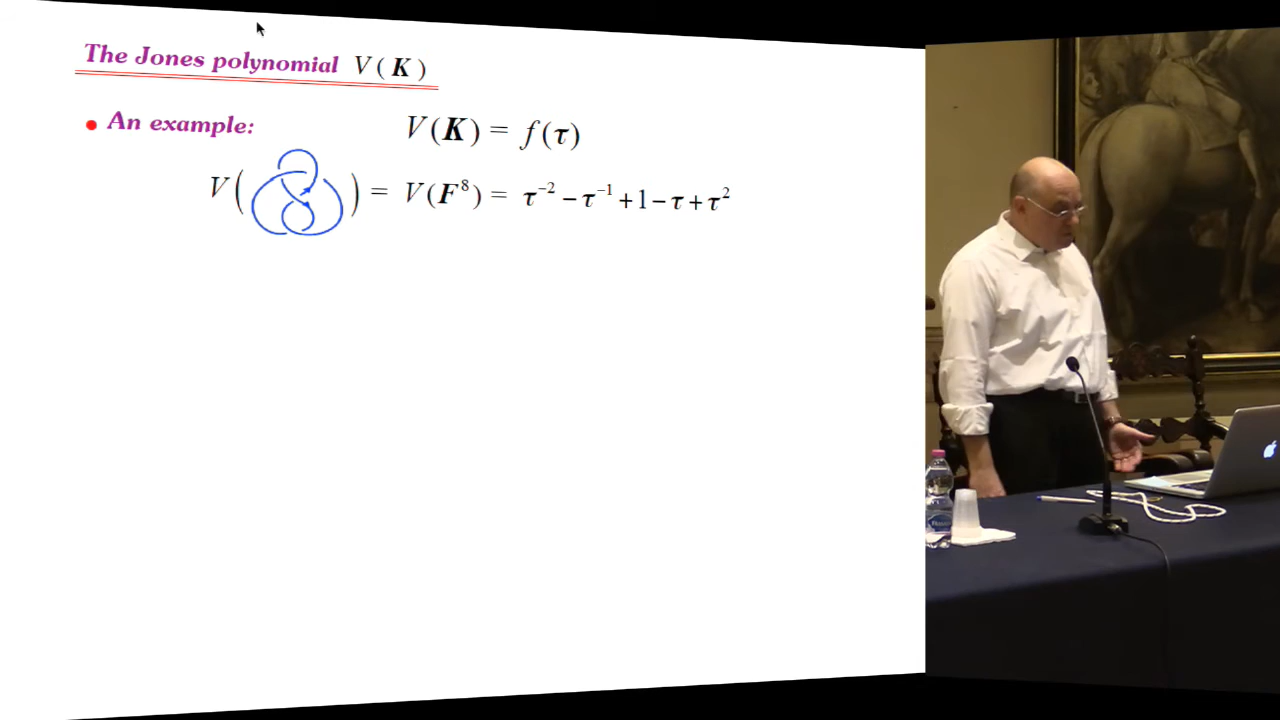 The Jones polynomial V(K)
• An example: V(K) = f(τ)
V( ) = V(F⁸) = τ⁻² − τ⁻¹ + 1 − τ + τ²